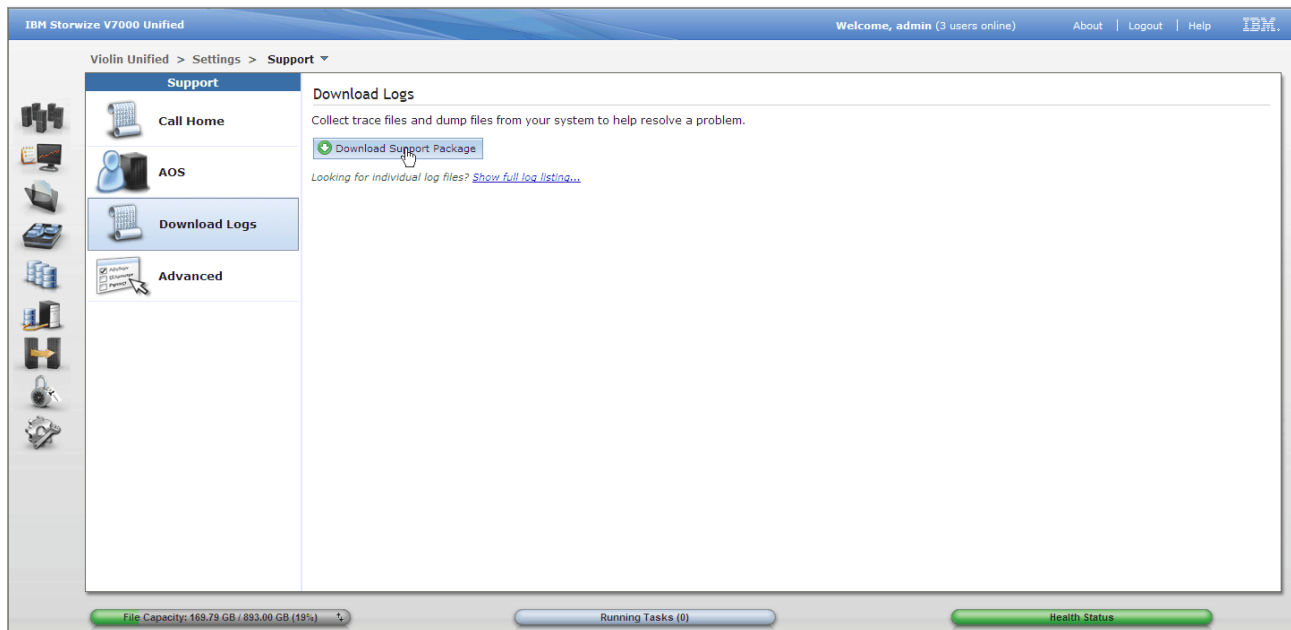 IBM Storwize V7000 Unified
Welcome, admin (3 users online) About | Logout | Help IBM.
Violin Unified > Settings > Support
Support
Call Home
AOS
Download Logs
Advanced
Download Logs
Collect trace files and dump files from your system to help resolve a problem.
Download Support Package
Looking for individual log files? Show full log listing...
File Capacity: 169.79 GB / 893.00 GB (19%)
Running Tasks (0)
Health Status